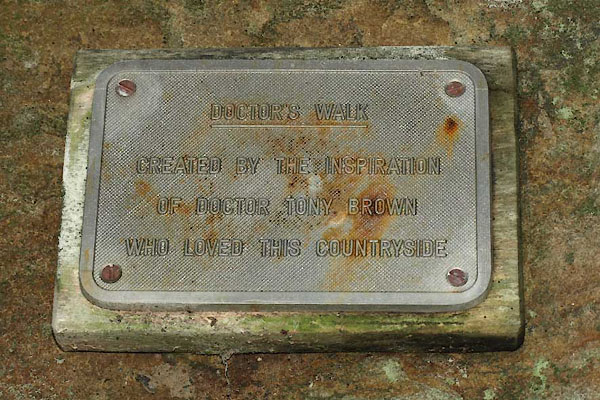 DOCTOR'S WALK
CREATED BY THE INSPIRATION
OF DOCTOR TONY BROWN
WHO LOVED THIS COUNTRYSIDE